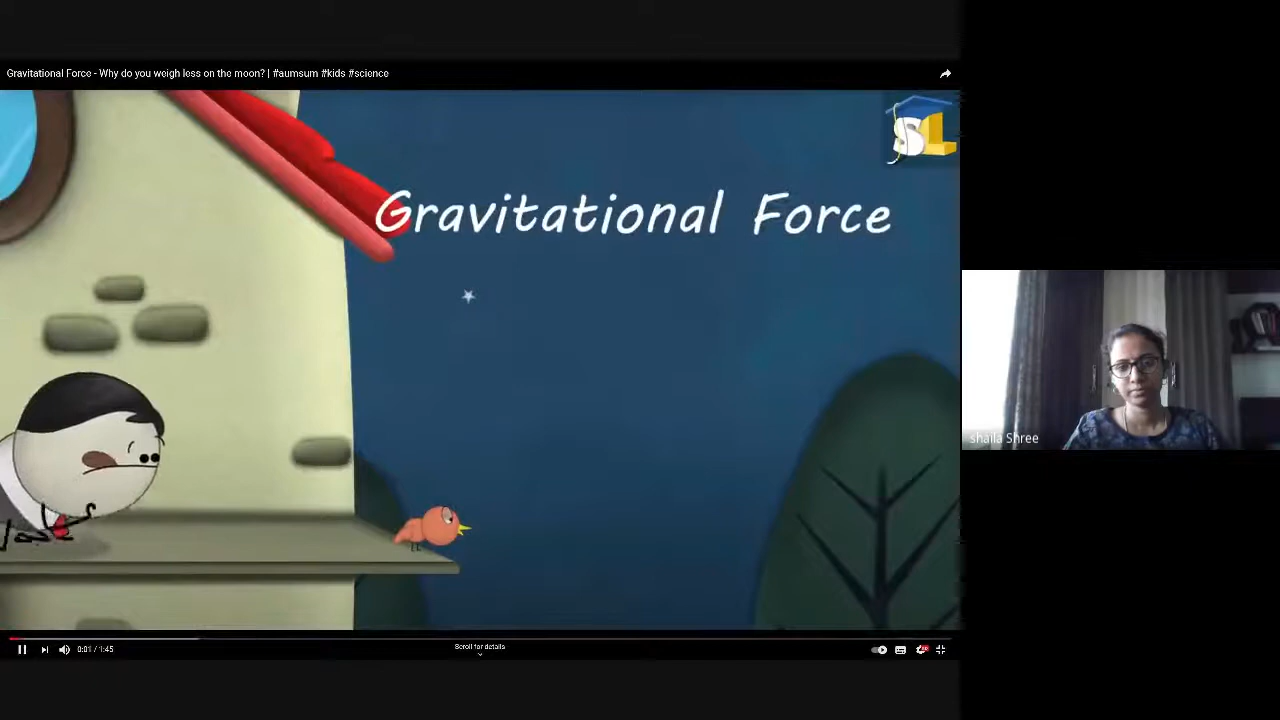 Gravitational Force - Why do you weigh less on the moon? | #aumsum #kids #science
SL
Gravitational Force
shaila Shree
0:01 / 1:45
Scroll for details